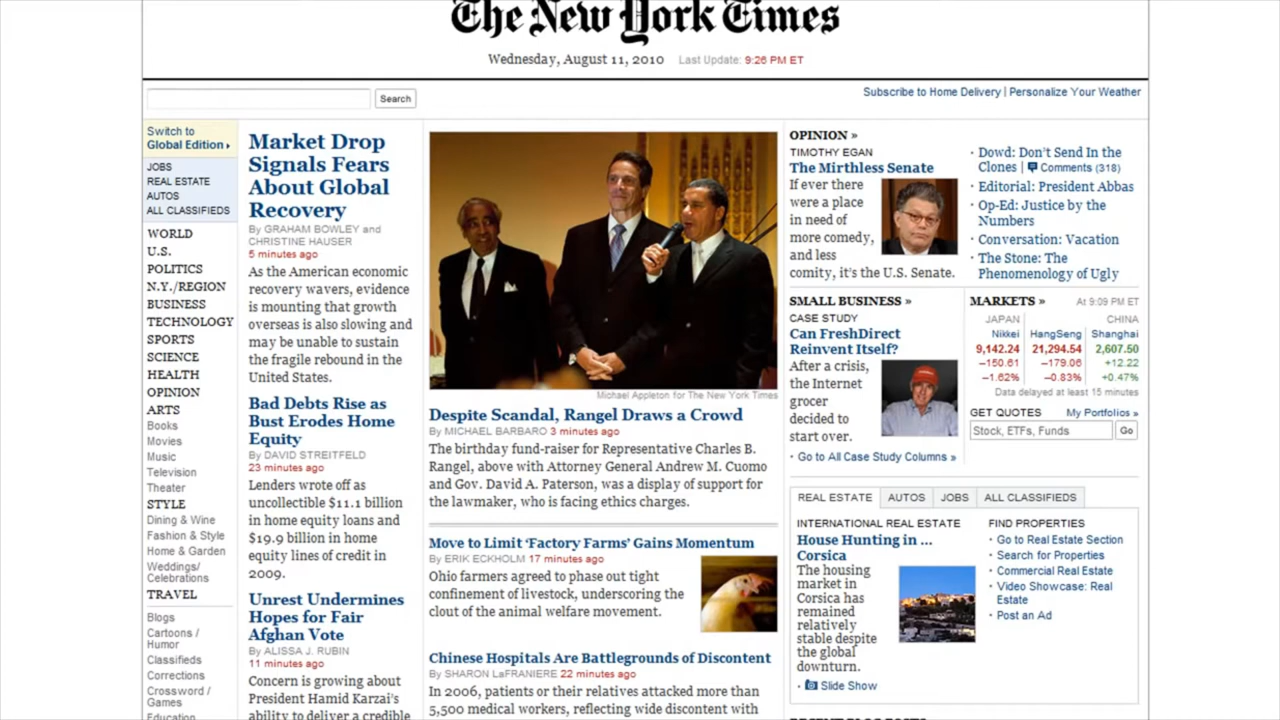 The New York Times
Wednesday, August 11, 2010 Last Update: 9:26 PM ET
Search
Subscribe to Home Delivery | Personalize Your Weather
Switch to
Global Edition
JOBS
REAL ESTATE
AUTOS
ALL CLASSIFIEDS
WORLD
U.S.
POLITICS
N.Y./REGION
BUSINESS
TECHNOLOGY
SPORTS
SCIENCE
HEALTH
OPINION
ARTS
Books
Movies
Music
Television
Theater
STYLE
Dining & Wine
Fashion & Style
Home & Garden
Weddings/
Celebrations
TRAVEL
Blogs
Cartoons /
Humor
Classifieds
Corrections
Crossword /
Games
Education
Market Drop
Signals Fears
About Global
Recovery
By GRAHAM BOWLEY and
CHRISTINE HAUSER
5 minutes ago
As the American economic
recovery wavers, evidence
is mounting that growth
overseas is also slowing and
may be unable to sustain
the fragile rebound in the
United States.
Bad Debts Rise as
Bust Erodes Home
Equity
By DAVID STREITFELD
23 minutes ago
Lenders wrote off as
uncollectible $11.1 billion
in home equity loans and
$19.9 billion in home
equity lines of credit in
2009.
Unrest Undermines
Hopes for Fair
Afghan Vote
By ALISSA J. RUBIN
11 minutes ago
Concern is growing about
President Hamid Karzai's
ability to deliver a credible
Michael Appleton for The New York Times
Despite Scandal, Rangel Draws a Crowd
By MICHAEL BARBARO 3 minutes ago
The birthday fund-raiser for Representative Charles B.
Rangel, above with Attorney General Andrew M. Cuomo
and Gov. David A. Paterson, was a display of support for
the lawmaker, who is facing ethics charges.
Move to Limit 'Factory Farms' Gains Momentum
By ERIK ECKHOLM 17 minutes ago
Ohio farmers agreed to phase out tight
confinement of livestock, underscoring the
clout of the animal welfare movement.
Chinese Hospitals Are Battlegrounds of Discontent
By SHARON LaFRANIERE 22 minutes ago
In 2006, patients or their relatives attacked more than
5,500 medical workers, reflecting wide discontent with
OPINION »
TIMOTHY EGAN
The Mirthless Senate
If ever there
were a place
in need of
more comedy,
and less
comity, it's the U.S. Senate.
· Dowd: Don't Send In the
Clones | Comments (318)
· Editorial: President Abbas
· Op-Ed: Justice by the
Numbers
· Conversation: Vacation
· The Stone: The
Phenomenology of Ugly
SMALL BUSINESS »
CASE STUDY
Can FreshDirect
Reinvent Itself?
After a crisis,
the Internet
grocer
decided to
start over.
· Go to All Case Study Columns »
MARKETS » At 9:09 PM ET
JAPAN CHINA
Nikkei HangSeng Shanghai
9,142.24 21,294.54 2,607.50
−150.61 −179.06 +12.22
−1.62% −0.83% +0.47%
Data delayed at least 15 minutes
GET QUOTES My Portfolios »
Stock, ETFs, Funds Go
REAL ESTATE AUTOS JOBS ALL CLASSIFIEDS
INTERNATIONAL REAL ESTATE
House Hunting in ...
Corsica
The housing
market in
Corsica has
remained
relatively
stable despite
the global
downturn.
· Slide Show
FIND PROPERTIES
· Go to Real Estate Section
· Search for Properties
· Commercial Real Estate
· Video Showcase: Real
Estate
· Post an Ad